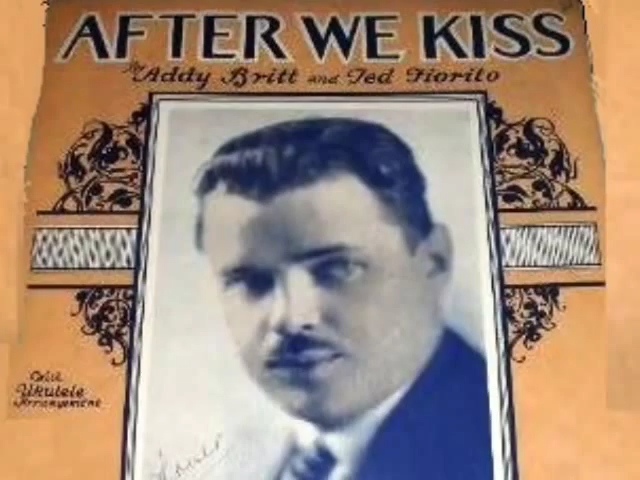 AFTER WE KISS
By Addy Britt and Ted Fiorito
With
Ukulele
Arrangement